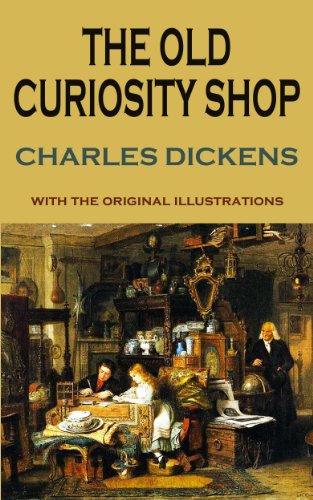 THE OLD
CURIOSITY SHOP
CHARLES DICKENS
WITH THE ORIGINAL ILLUSTRATIONS